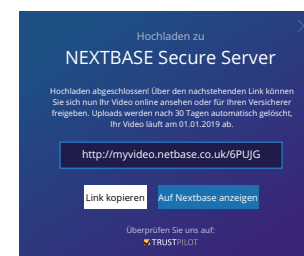 Hochladen zu
NEXTBASE Secure Server
Hochladen abgeschlossen! Über den nachstehenden Link können
Sie sich nun Ihr Video online ansehen oder für Ihren Versicherer
freigeben. Uploads werden nach 30 Tagen automatisch gelöscht,
Ihr Video läuft am 01.01.2019 ab.
http://myvideo.netbase.co.uk/6PUJG
Link kopieren
Auf Nextbase anzeigen
Überprüfen Sie uns auf:
TRUSTPILOT